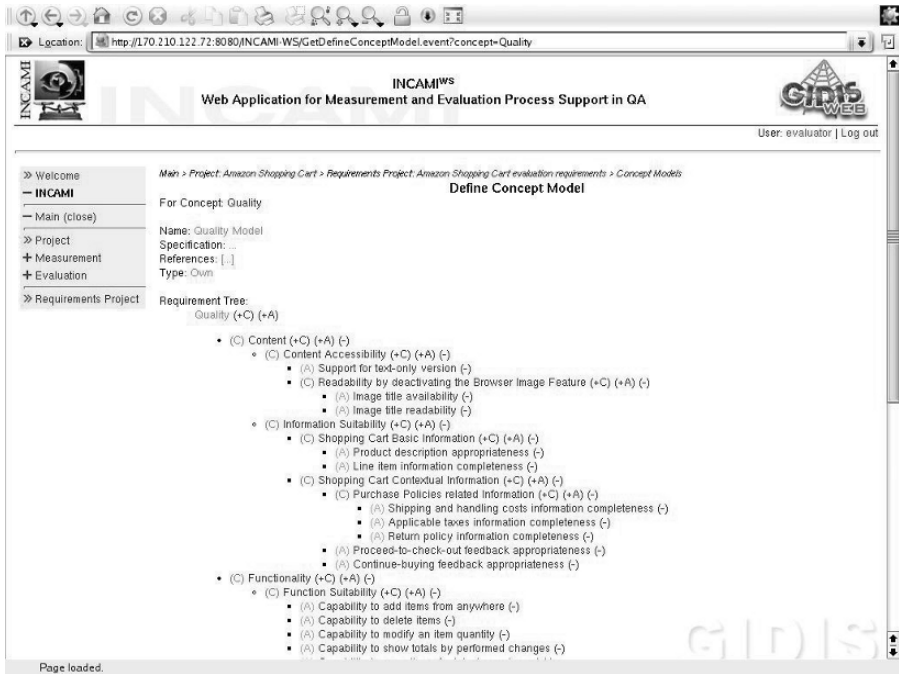 Location: http://170.210.122.72:8080/INCAMI-WS/GetDefineConceptModel.event?concept=Quality
INCAMI
INCAMI
INCAMIWS
Web Application for Measurement and Evaluation Process Support in QA
GIDIS
WEB
User: evaluator | Log out
» Welcome
— INCAMI
— Main (close)
» Project
+ Measurement
+ Evaluation
» Requirements Project
Main > Project: Amazon Shopping Cart > Requirements Project: Amazon Shopping Cart evaluation requirements > Concept Models
Define Concept Model
For Concept: Quality
Name: Quality Model
Specification: ...
References: [...]
Type: Own
Requirement Tree:
Quality (+C) (+A)
• (C) Content (+C) (+A) (-)
∘ (C) Content Accessibility (+C) (+A) (-)
▪ (A) Support for text-only version (-)
▪ (C) Readability by deactivating the Browser Image Feature (+C) (+A) (-)
▪ (A) Image title availability (-)
▪ (A) Image title readability (-)
∘ (C) Information Suitability (+C) (+A) (-)
▪ (C) Shopping Cart Basic Information (+C) (+A) (-)
▪ (A) Product description appropriateness (-)
▪ (A) Line item information completeness (-)
▪ (C) Shopping Cart Contextual Information (+C) (+A) (-)
▪ (C) Purchase Policies related Information (+C) (+A) (-)
▪ (A) Shipping and handling costs information completeness (-)
▪ (A) Applicable taxes information completeness (-)
▪ (A) Return policy information completeness (-)
▪ (A) Proceed-to-check-out feedback appropriateness (-)
▪ (A) Continue-buying feedback appropriateness (-)
• (C) Functionality (+C) (+A) (-)
∘ (C) Function Suitability (+C) (+A) (-)
▪ (A) Capability to add items from anywhere (-)
▪ (A) Capability to delete items (-)
▪ (A) Capability to modify an item quantity (-)
▪ (A) Capability to show totals by performed changes (-)
GIDIS
Page loaded.